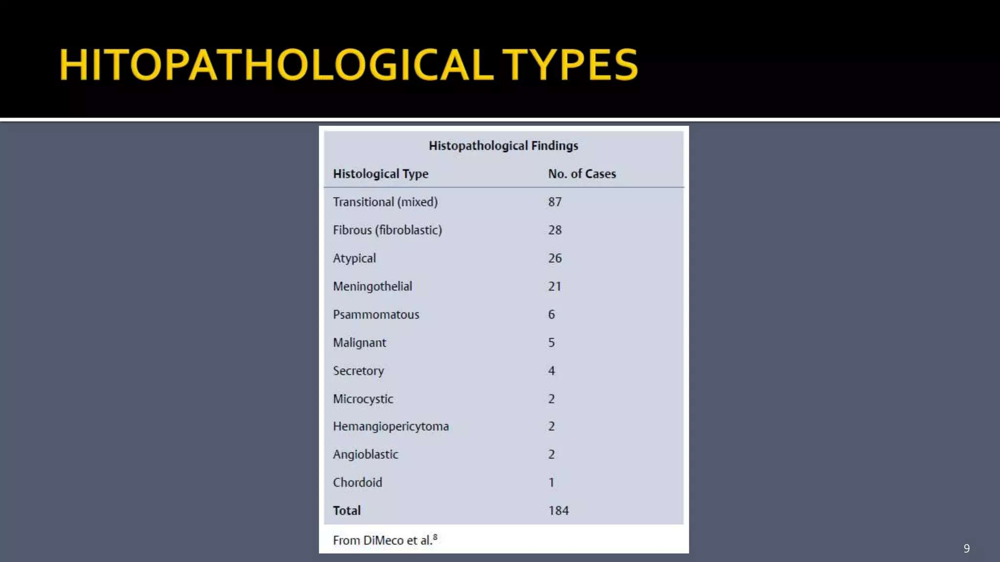 HITOPATHOLOGICAL TYPES
Histopathological Findings
Histological Type No. of Cases
Transitional (mixed) 87
Fibrous (fibroblastic) 28
Atypical 26
Meningothelial 21
Psammomatous 6
Malignant 5
Secretory 4
Microcystic 2
Hemangiopericytoma 2
Angioblastic 2
Chordoid 1
Total 184
From DiMeco et al.⁸
9